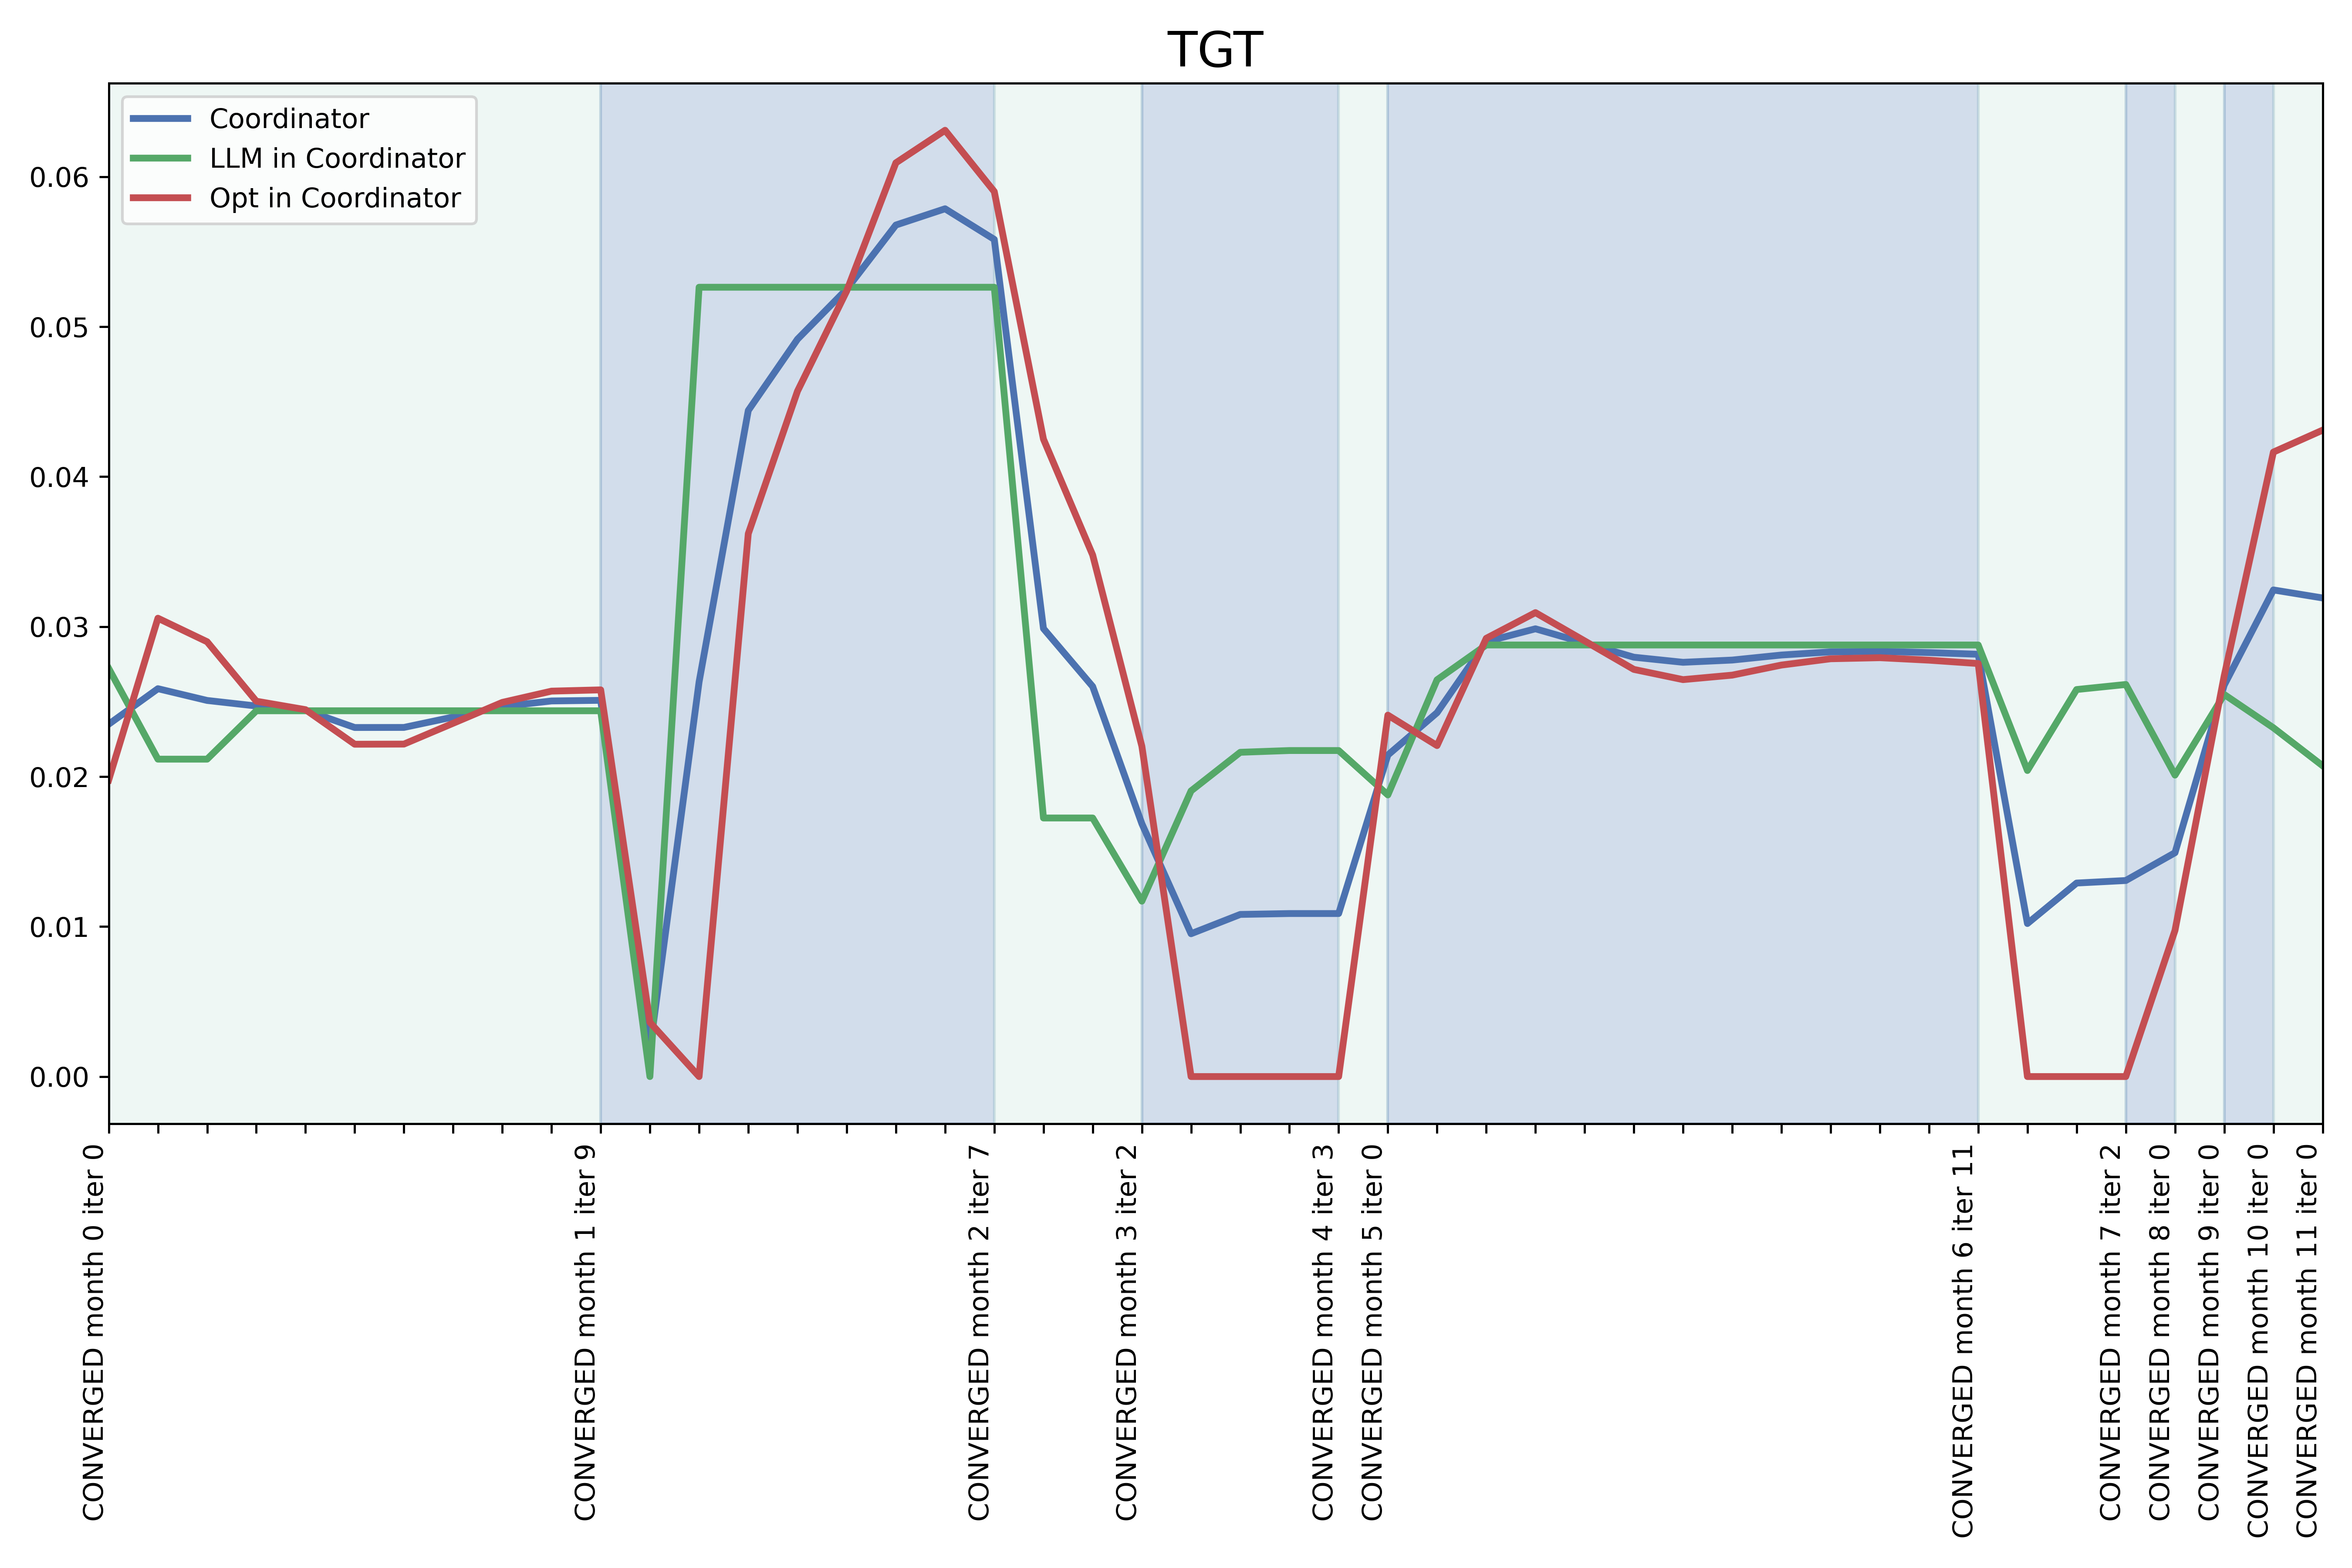 TGT
Coordinator
LLM in Coordinator
Opt in Coordinator
0.06
0.05
0.04
0.03
0.02
0.01
0.00
CONVERGED month 0 iter 0
CONVERGED month 1 iter 9
CONVERGED month 2 iter 7
CONVERGED month 3 iter 2
CONVERGED month 4 iter 3
CONVERGED month 5 iter 0
CONVERGED month 6 iter 11
CONVERGED month 7 iter 2
CONVERGED month 8 iter 0
CONVERGED month 9 iter 0
CONVERGED month 10 iter 0
CONVERGED month 11 iter 0